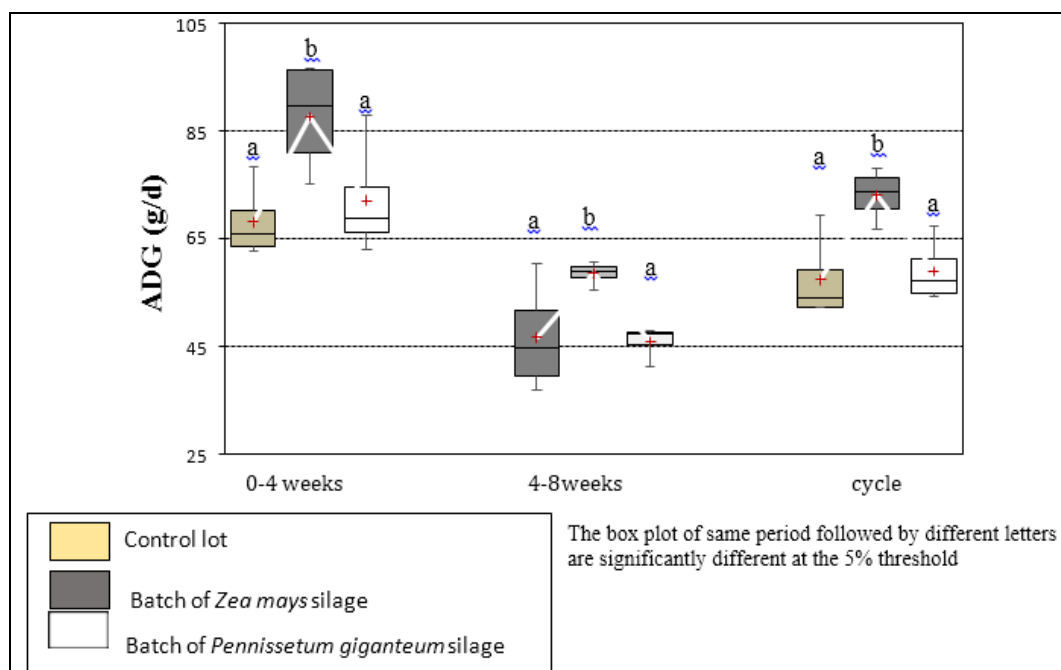 ADG (g/d)
105
85
65
45
25
a
b
a
a
b
a
a
b
a
0-4 weeks
4-8weeks
cycle
Control lot
Batch of Zea mays silage
Batch of Pennissetum giganteum silage
The box plot of same period followed by different letters
are significantly different at the 5% threshold